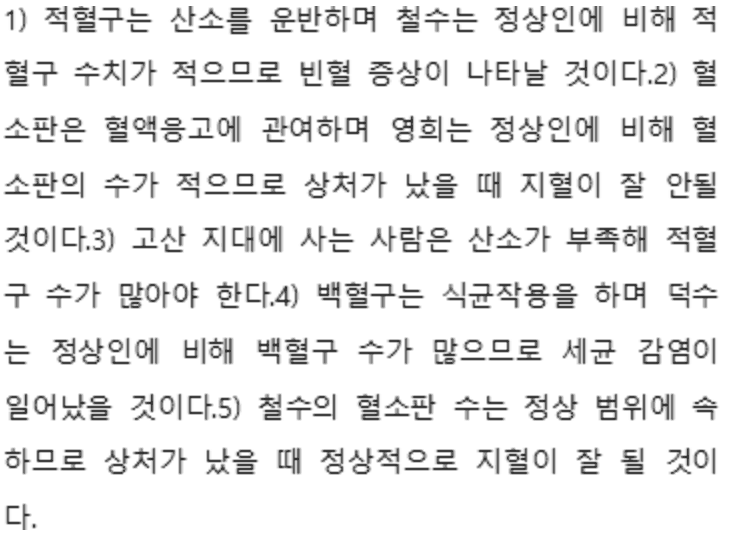 1) 적혈구는 산소를 운반하며 철수는 정상인에 비해 적
혈구 수치가 적으므로 빈혈 증상이 나타날 것이다.2) 혈
소판은 혈액응고에 관여하며 영희는 정상인에 비해 혈
소판의 수가 적으므로 상처가 났을 때 지혈이 잘 안될
것이다.3) 고산 지대에 사는 사람은 산소가 부족해 적혈
구 수가 많아야 한다.4) 백혈구는 식균작용을 하며 덕수
는 정상인에 비해 백혈구 수가 많으므로 세균 감염이
일어났을 것이다.5) 철수의 혈소판 수는 정상 범위에 속
하므로 상처가 났을 때 정상적으로 지혈이 잘 될 것이
다.